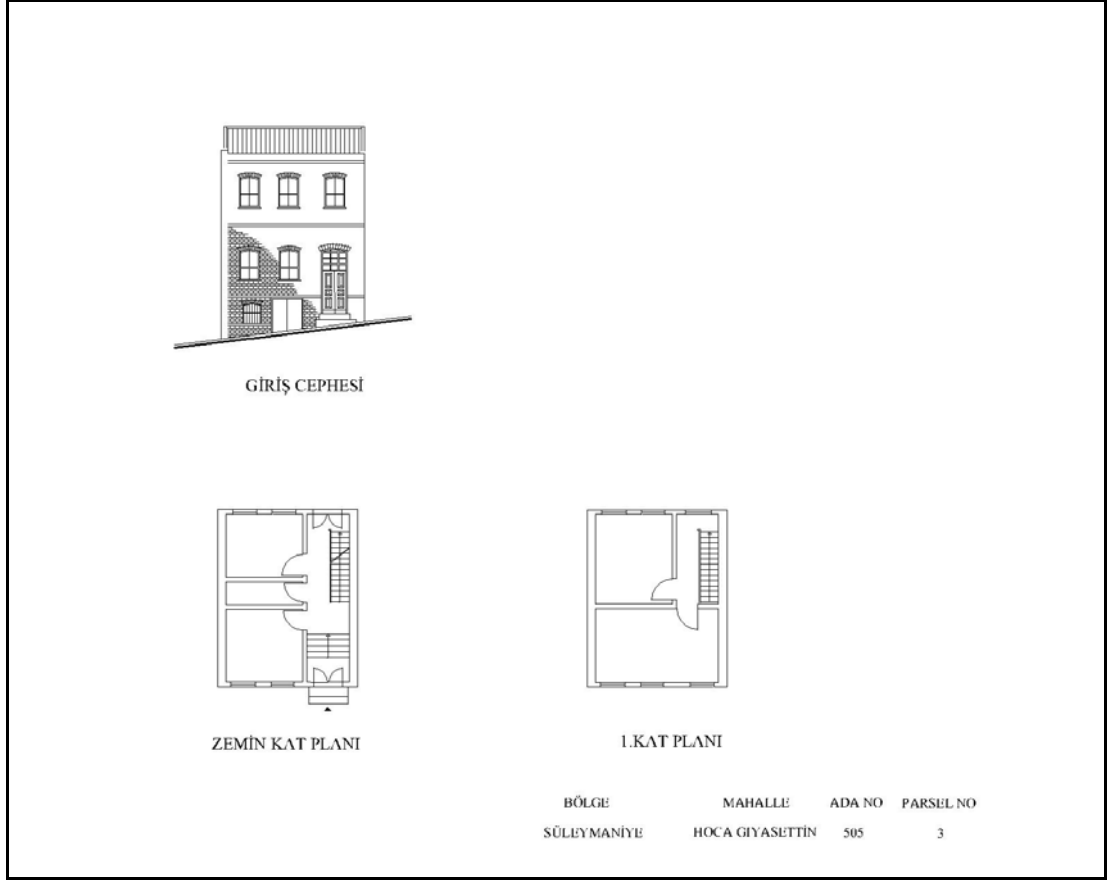 GİRİŞ CEPHESİ
ZEMİN KAT PLANI
1.KAT PLANI
BÖLGE MAHALLE ADA NO PARSEL NO
SÜLEYMANİYE HOCA GIYASETTİN 505 3